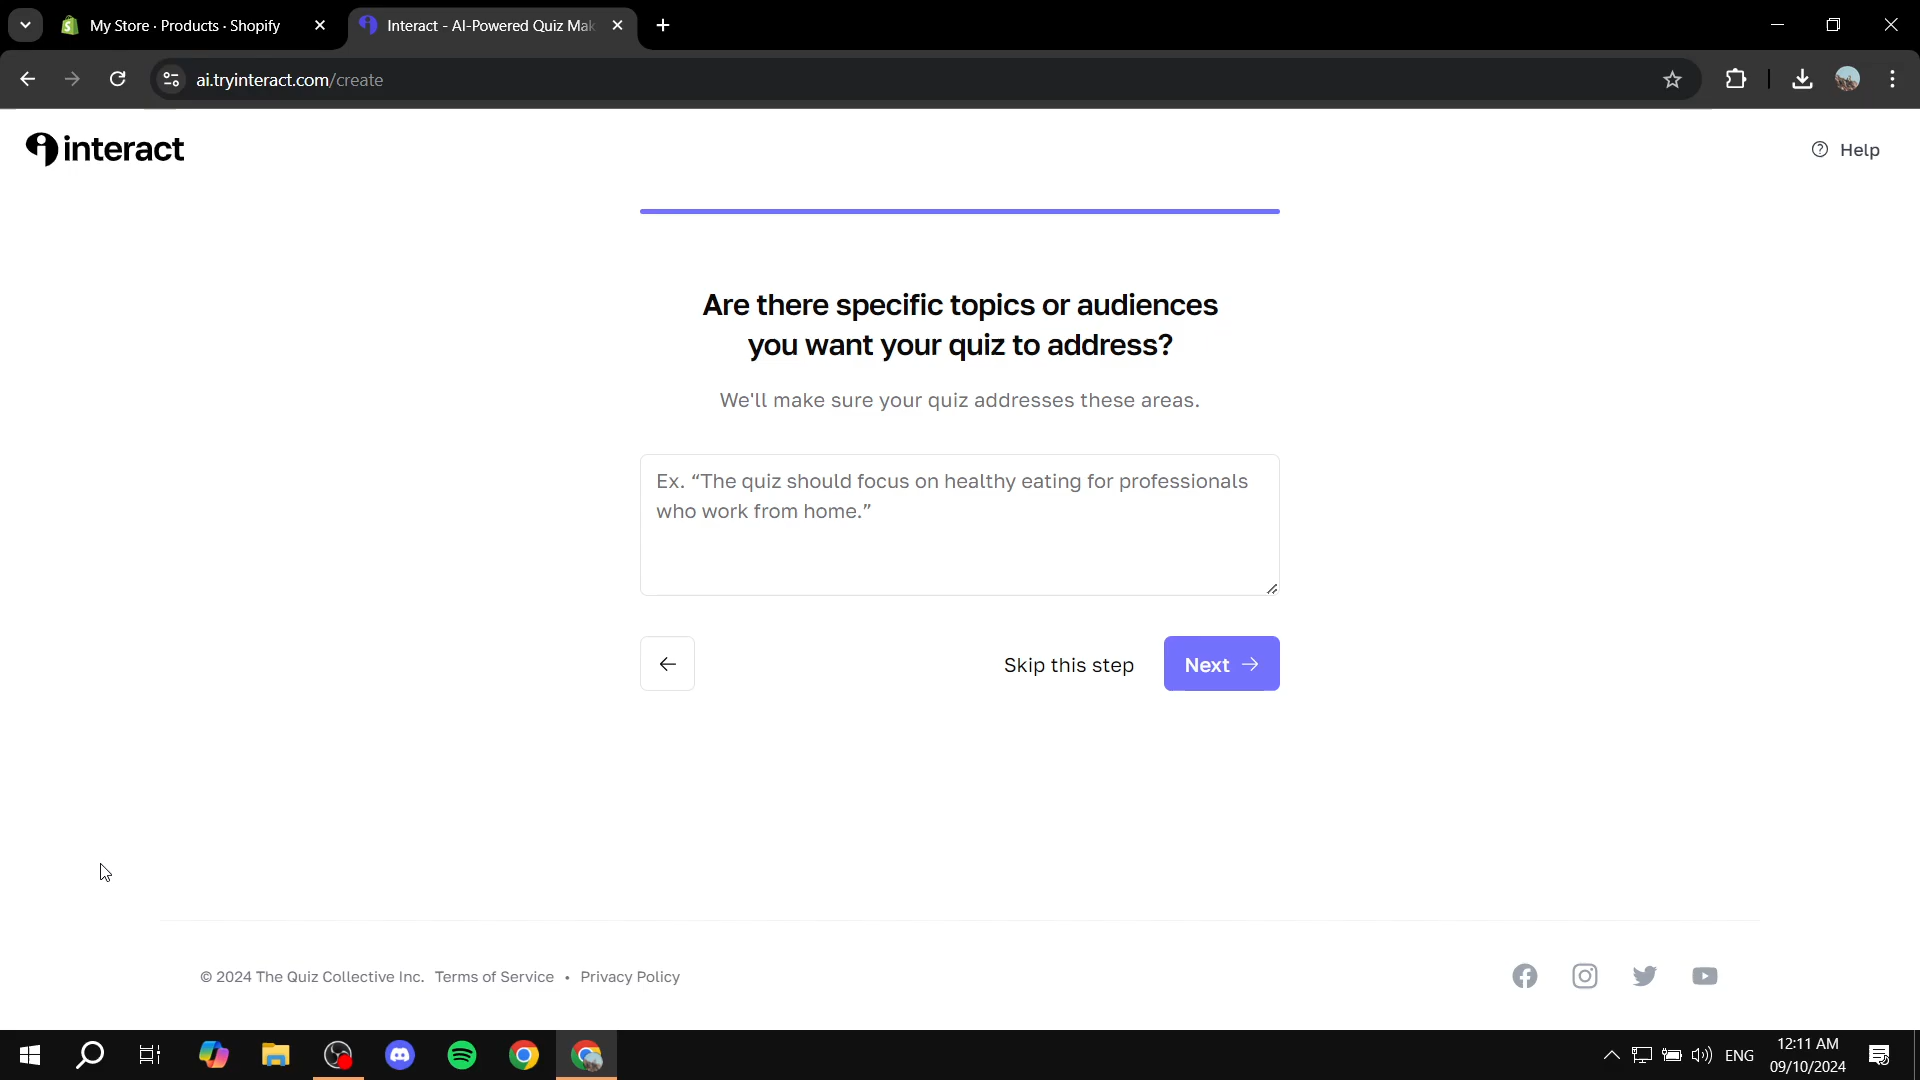 My Store · Products · Shopify
Interact - AI-Powered Quiz Mak
ai.tryinteract.com/create
interact
Help
Are there specific topics or audiences
you want your quiz to address?
We'll make sure your quiz addresses these areas.
Ex. “The quiz should focus on healthy eating for professionals
who work from home.”
Skip this step
Next
© 2024 The Quiz Collective Inc. Terms of Service • Privacy Policy
ENG
12:11 AM
09/10/2024